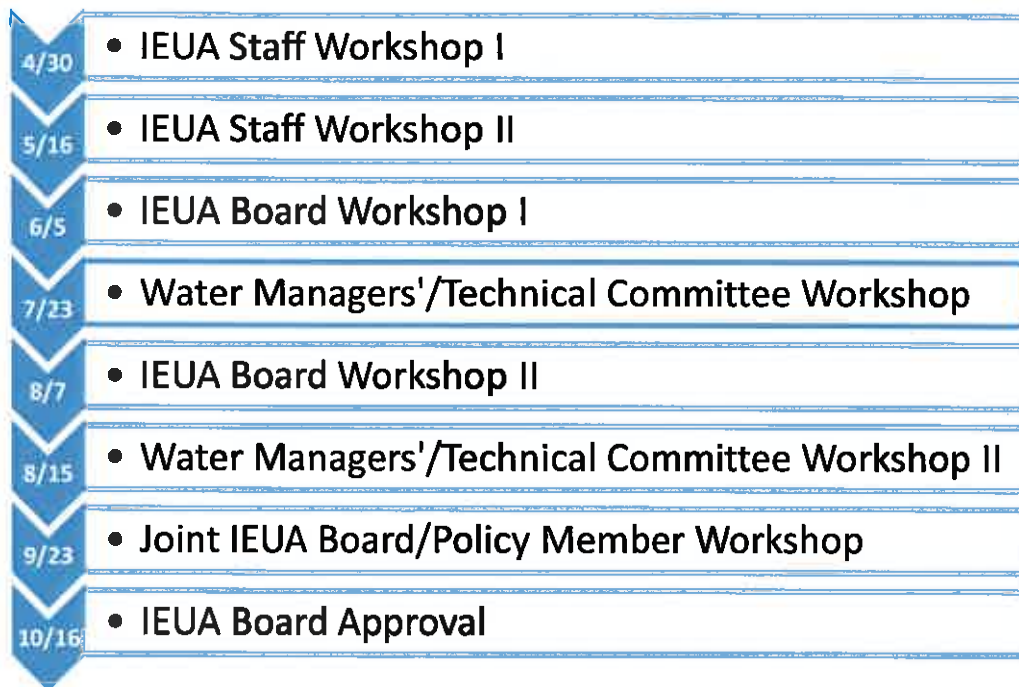 4/30
• IEUA Staff Workshop I
5/16
• IEUA Staff Workshop II
6/5
• IEUA Board Workshop I
7/23
• Water Managers'/Technical Committee Workshop
8/7
• IEUA Board Workshop II
8/15
• Water Managers'/Technical Committee Workshop II
9/23
• Joint IEUA Board/Policy Member Workshop
10/16
• IEUA Board Approval